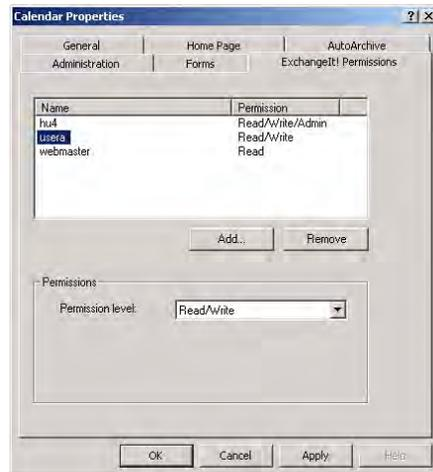 Calendar Properties
General Home Page AutoArchive
Administration Forms ExchangeIt! Permissions
Name Permission
hu4 Read/Write/Admin
usera Read/Write
webmaster Read
Add... Remove
Permissions
Permission level: Read/Write
OK Cancel Apply Help